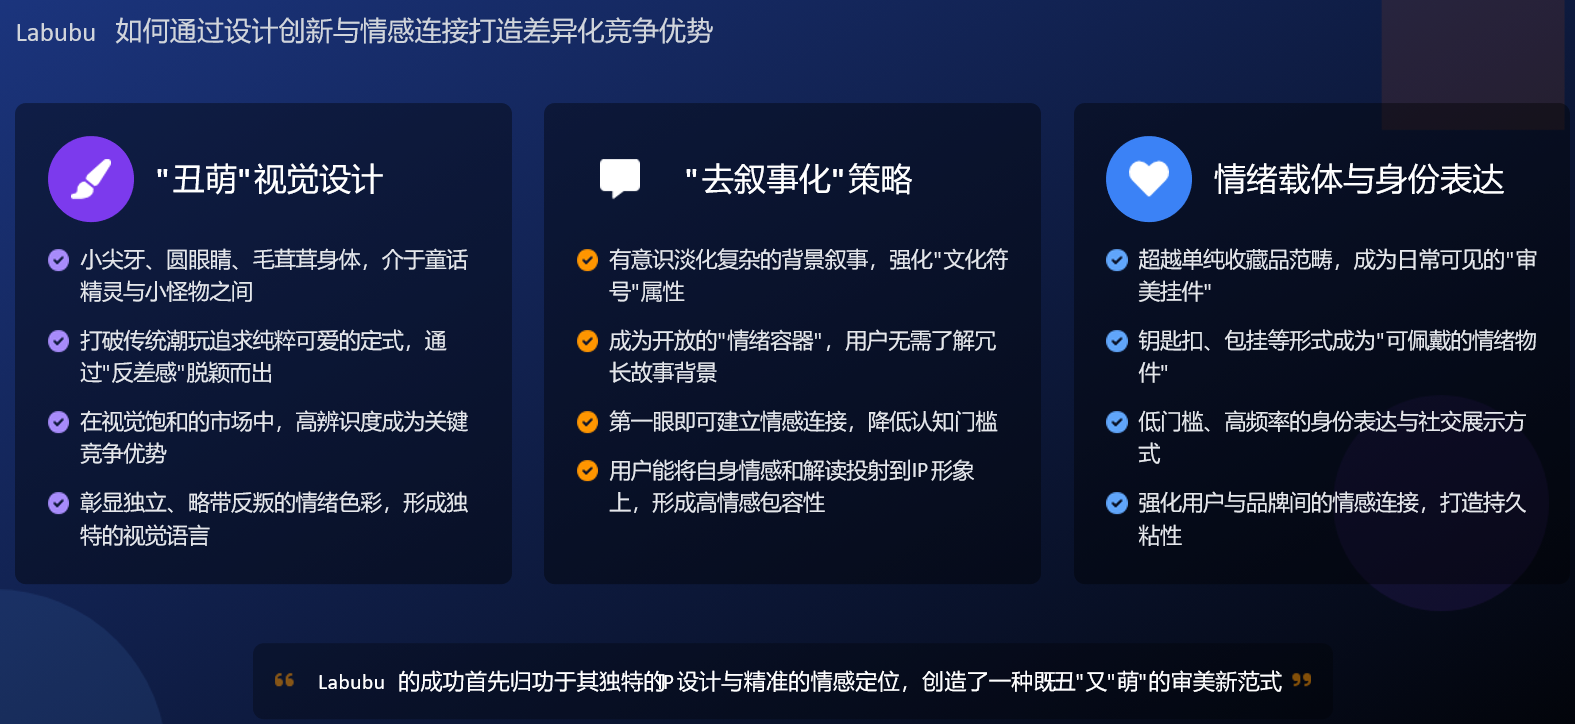 Labubu 如何通过设计创新与情感连接打造差异化竞争优势
"丑萌"视觉设计
小尖牙、圆眼睛、毛茸茸身体，介于童话
精灵与小怪物之间
打破传统潮玩追求纯粹可爱的定式，通
过"反差感"脱颖而出
在视觉饱和的市场中，高辨识度成为关键
竞争优势
彰显独立、略带反叛的情绪色彩，形成独
特的视觉语言
"去叙事化"策略
有意识淡化复杂的背景叙事，强化"文化符
号"属性
成为开放的"情绪容器"，用户无需了解冗
长故事背景
第一眼即可建立情感连接，降低认知门槛
用户能将自身情感和解读投射到IP形象
上，形成高情感包容性
情绪载体与身份表达
超越单纯收藏品范畴，成为日常可见的"审
美挂件"
钥匙扣、包挂等形式成为"可佩戴的情绪物
件"
低门槛、高频率的身份表达与社交展示方
式
强化用户与品牌间的情感连接，打造持久
粘性
Labubu 的成功首先归功于其独特的IP设计与精准的情感定位，创造了一种既"丑"又"萌"的审美新范式